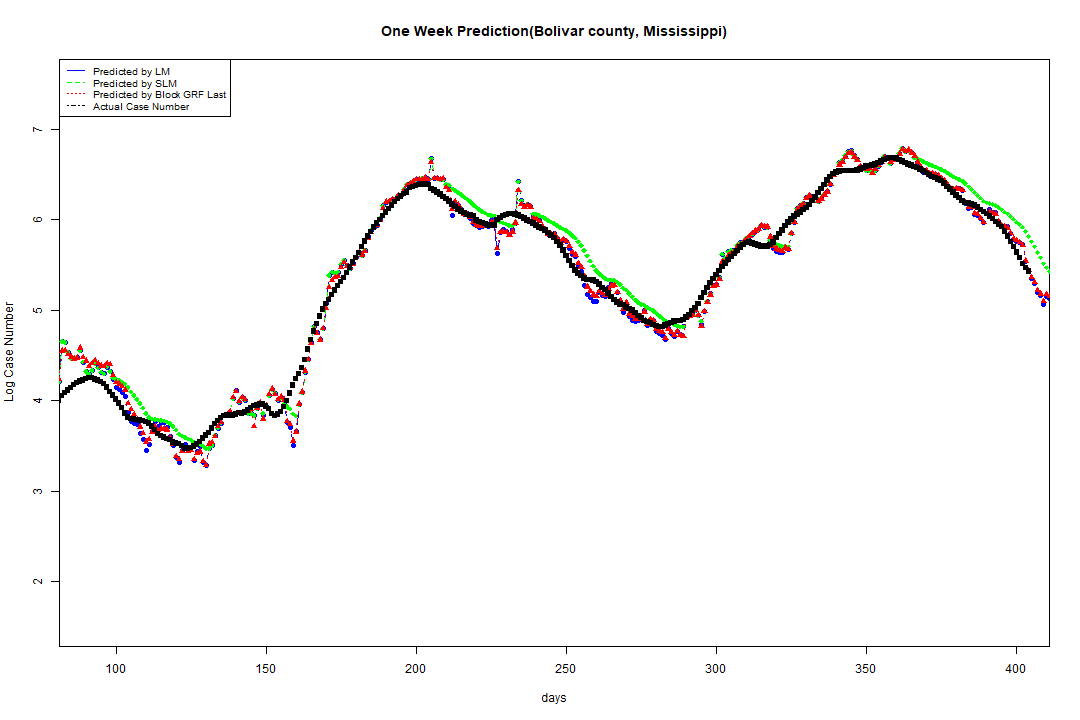 One Week Prediction(Bolivar county, Mississippi)
Predicted by LM
Predicted by SLM
Predicted by Block GRF Last
Actual Case Number
Log Case Number
7
6
5
4
3
2
100 150 200 250 300 350 400
days